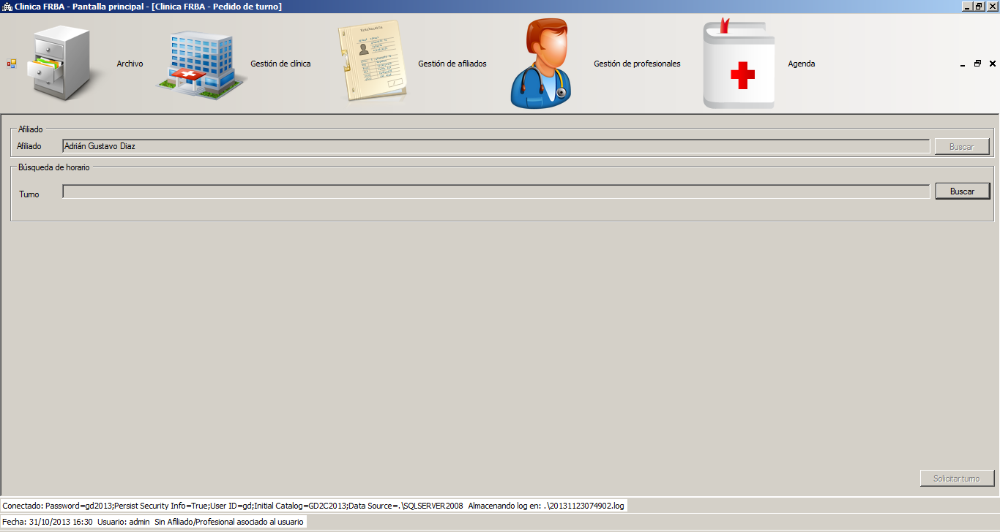 Clinica FRBA - Pantalla principal - [Clinica FRBA - Pedido de turno]
Archivo
Gestión de clínica
Gestión de afiliados
Gestión de profesionales
Agenda
Afiliado
Afiliado Adrián Gustavo Diaz Buscar
Búsqueda de horario
Turno Buscar
Solicitar turno
Conectado: Password=gd2013;Persist Security Info=True;User ID=gd;Initial Catalog=GD2C2013;Data Source=.\SQLSERVER2008 Almacenando log en: .\20131123074902.log
Fecha: 31/10/2013 16:30 Usuario: admin Sin Afiliado/Profesional asociado al usuario